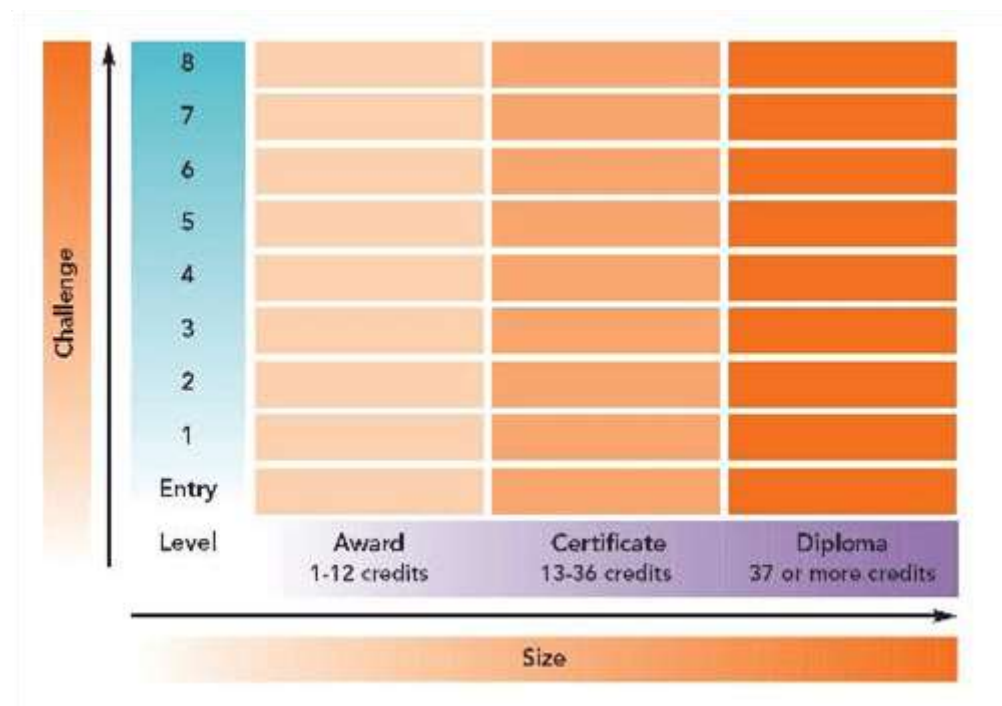 Challenge
8
7
6
5
4
3
2
1
Entry
Level
Award
1-12 credits
Certificate
13-36 credits
Diploma
37 or more credits
Size